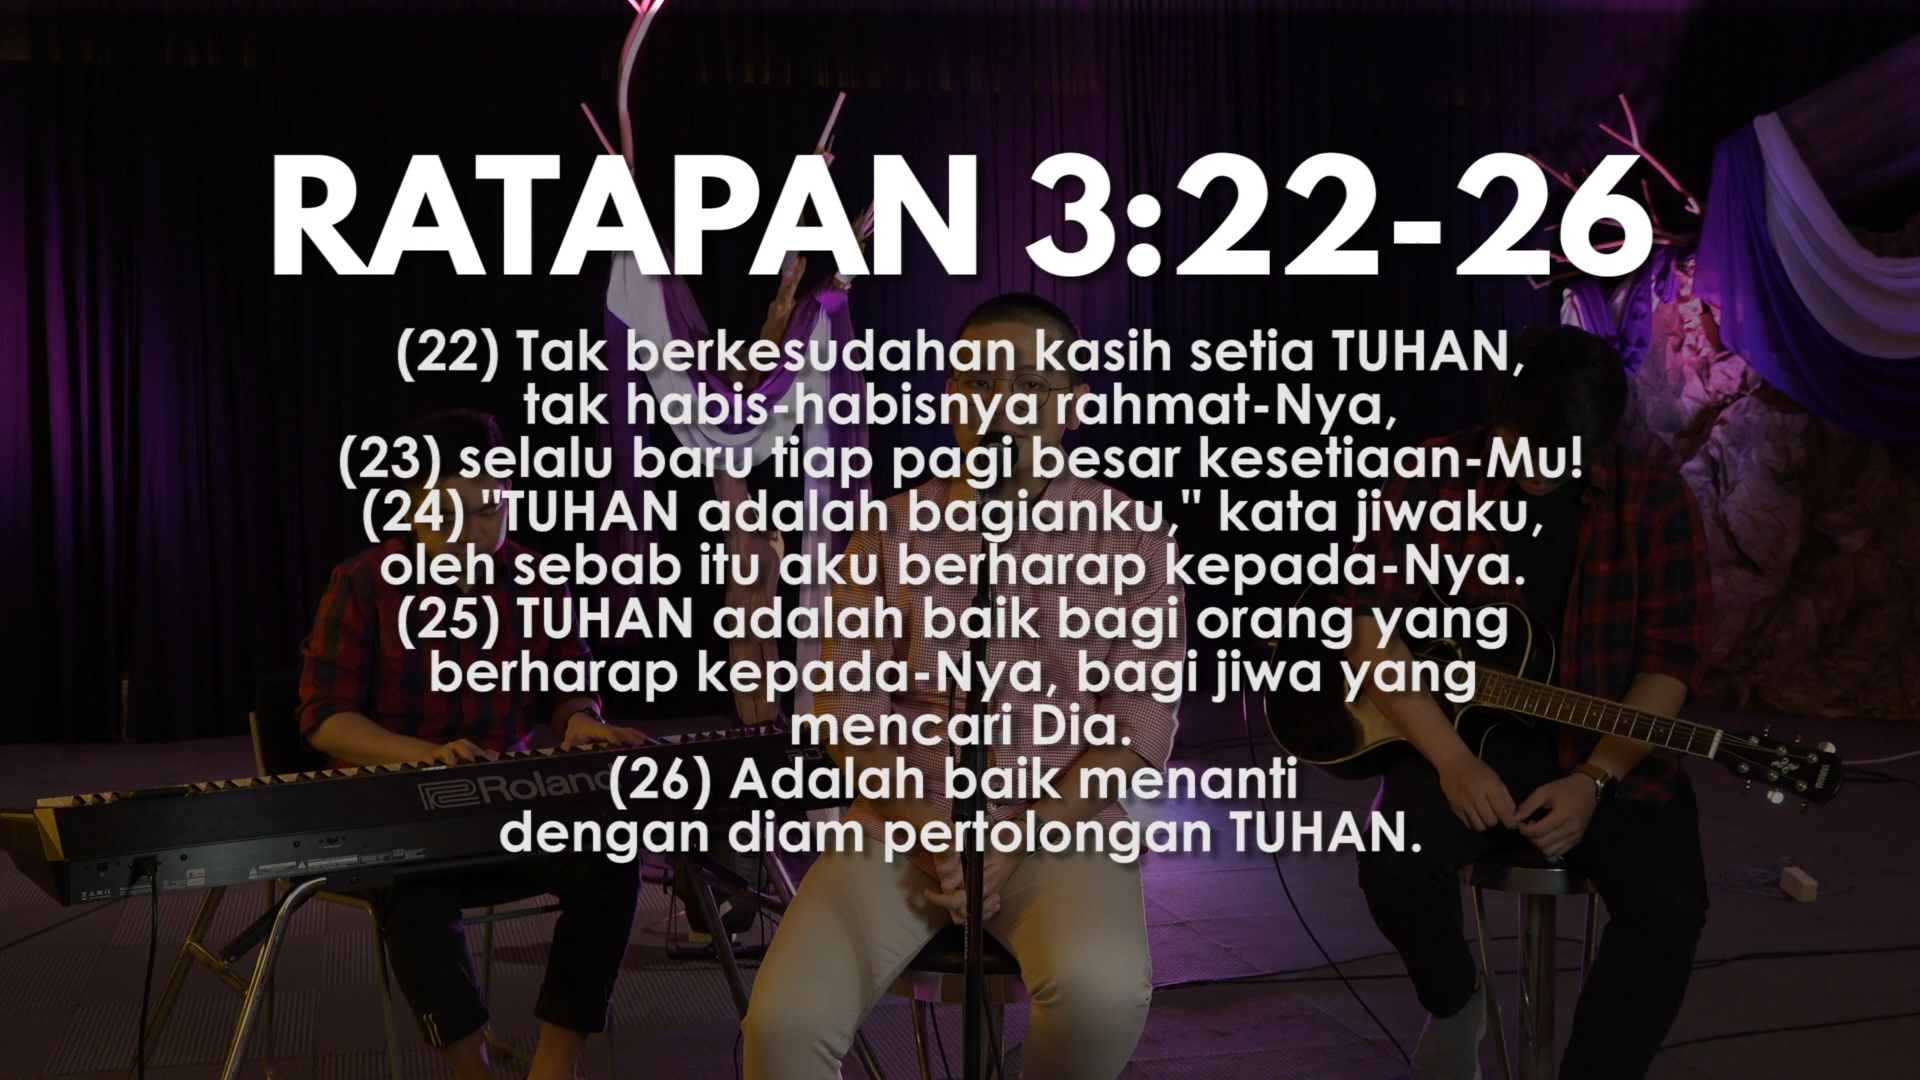 RATAPAN 3:22-26
(22) Tak berkesudahan kasih setia TUHAN,
tak habis-habisnya rahmat-Nya,
(23) selalu baru tiap pagi besar kesetiaan-Mu!
(24) "TUHAN adalah bagianku," kata jiwaku,
oleh sebab itu aku berharap kepada-Nya.
(25) TUHAN adalah baik bagi orang yang
berharap kepada-Nya, bagi jiwa yang
mencari Dia.
(26) Adalah baik menanti
dengan diam pertolongan TUHAN.
Roland
YAMAHA